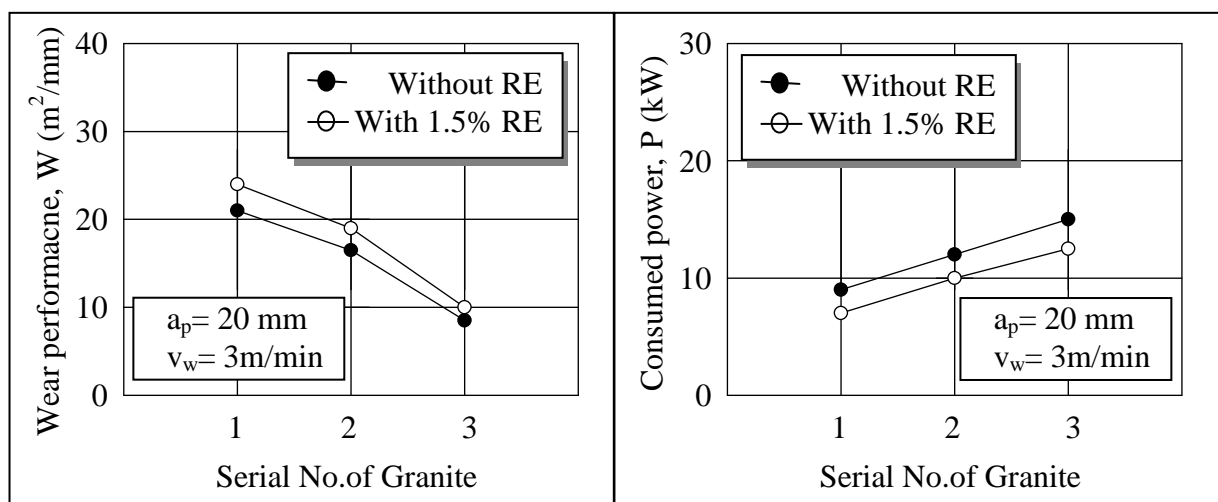 Wear performacne, W (m²/mm)
40
30
20
10
0
Without RE
With 1.5% RE
aₚ= 20 mm
v_w= 3m/min
1 2 3
Serial No.of Granite
Consumed power, P (kW)
30
20
10
0
Without RE
With 1.5% RE
aₚ= 20 mm
v_w= 3m/min
1 2 3
Serial No.of Granite